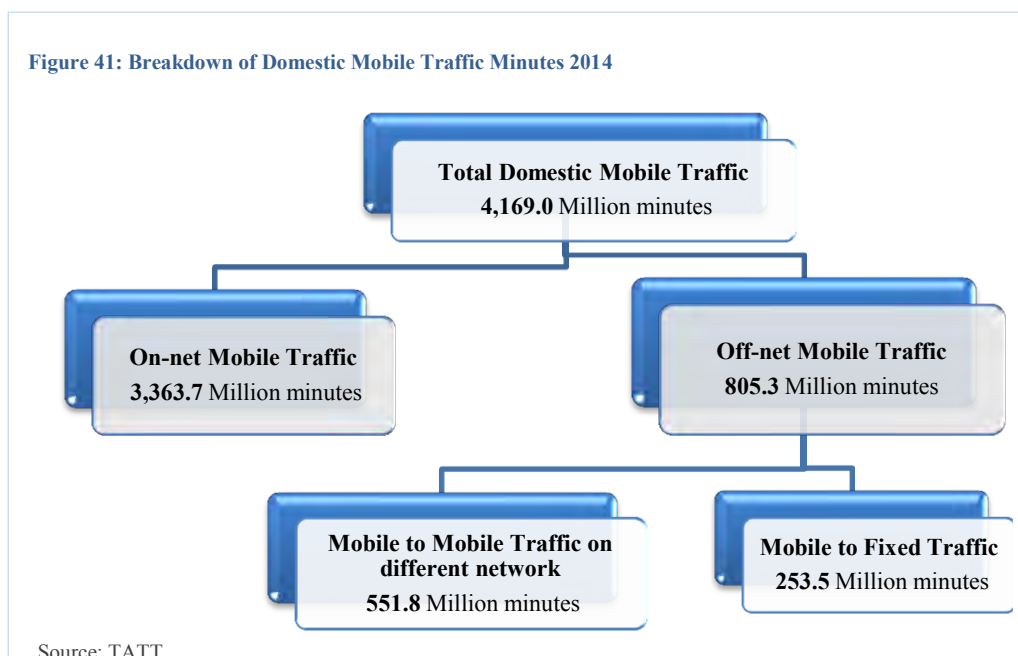 Figure 41: Breakdown of Domestic Mobile Traffic Minutes 2014
Total Domestic Mobile Traffic
4,169.0 Million minutes
On-net Mobile Traffic
3,363.7 Million minutes
Off-net Mobile Traffic
805.3 Million minutes
Mobile to Mobile Traffic on
different network
551.8 Million minutes
Mobile to Fixed Traffic
253.5 Million minutes
Source: TATT